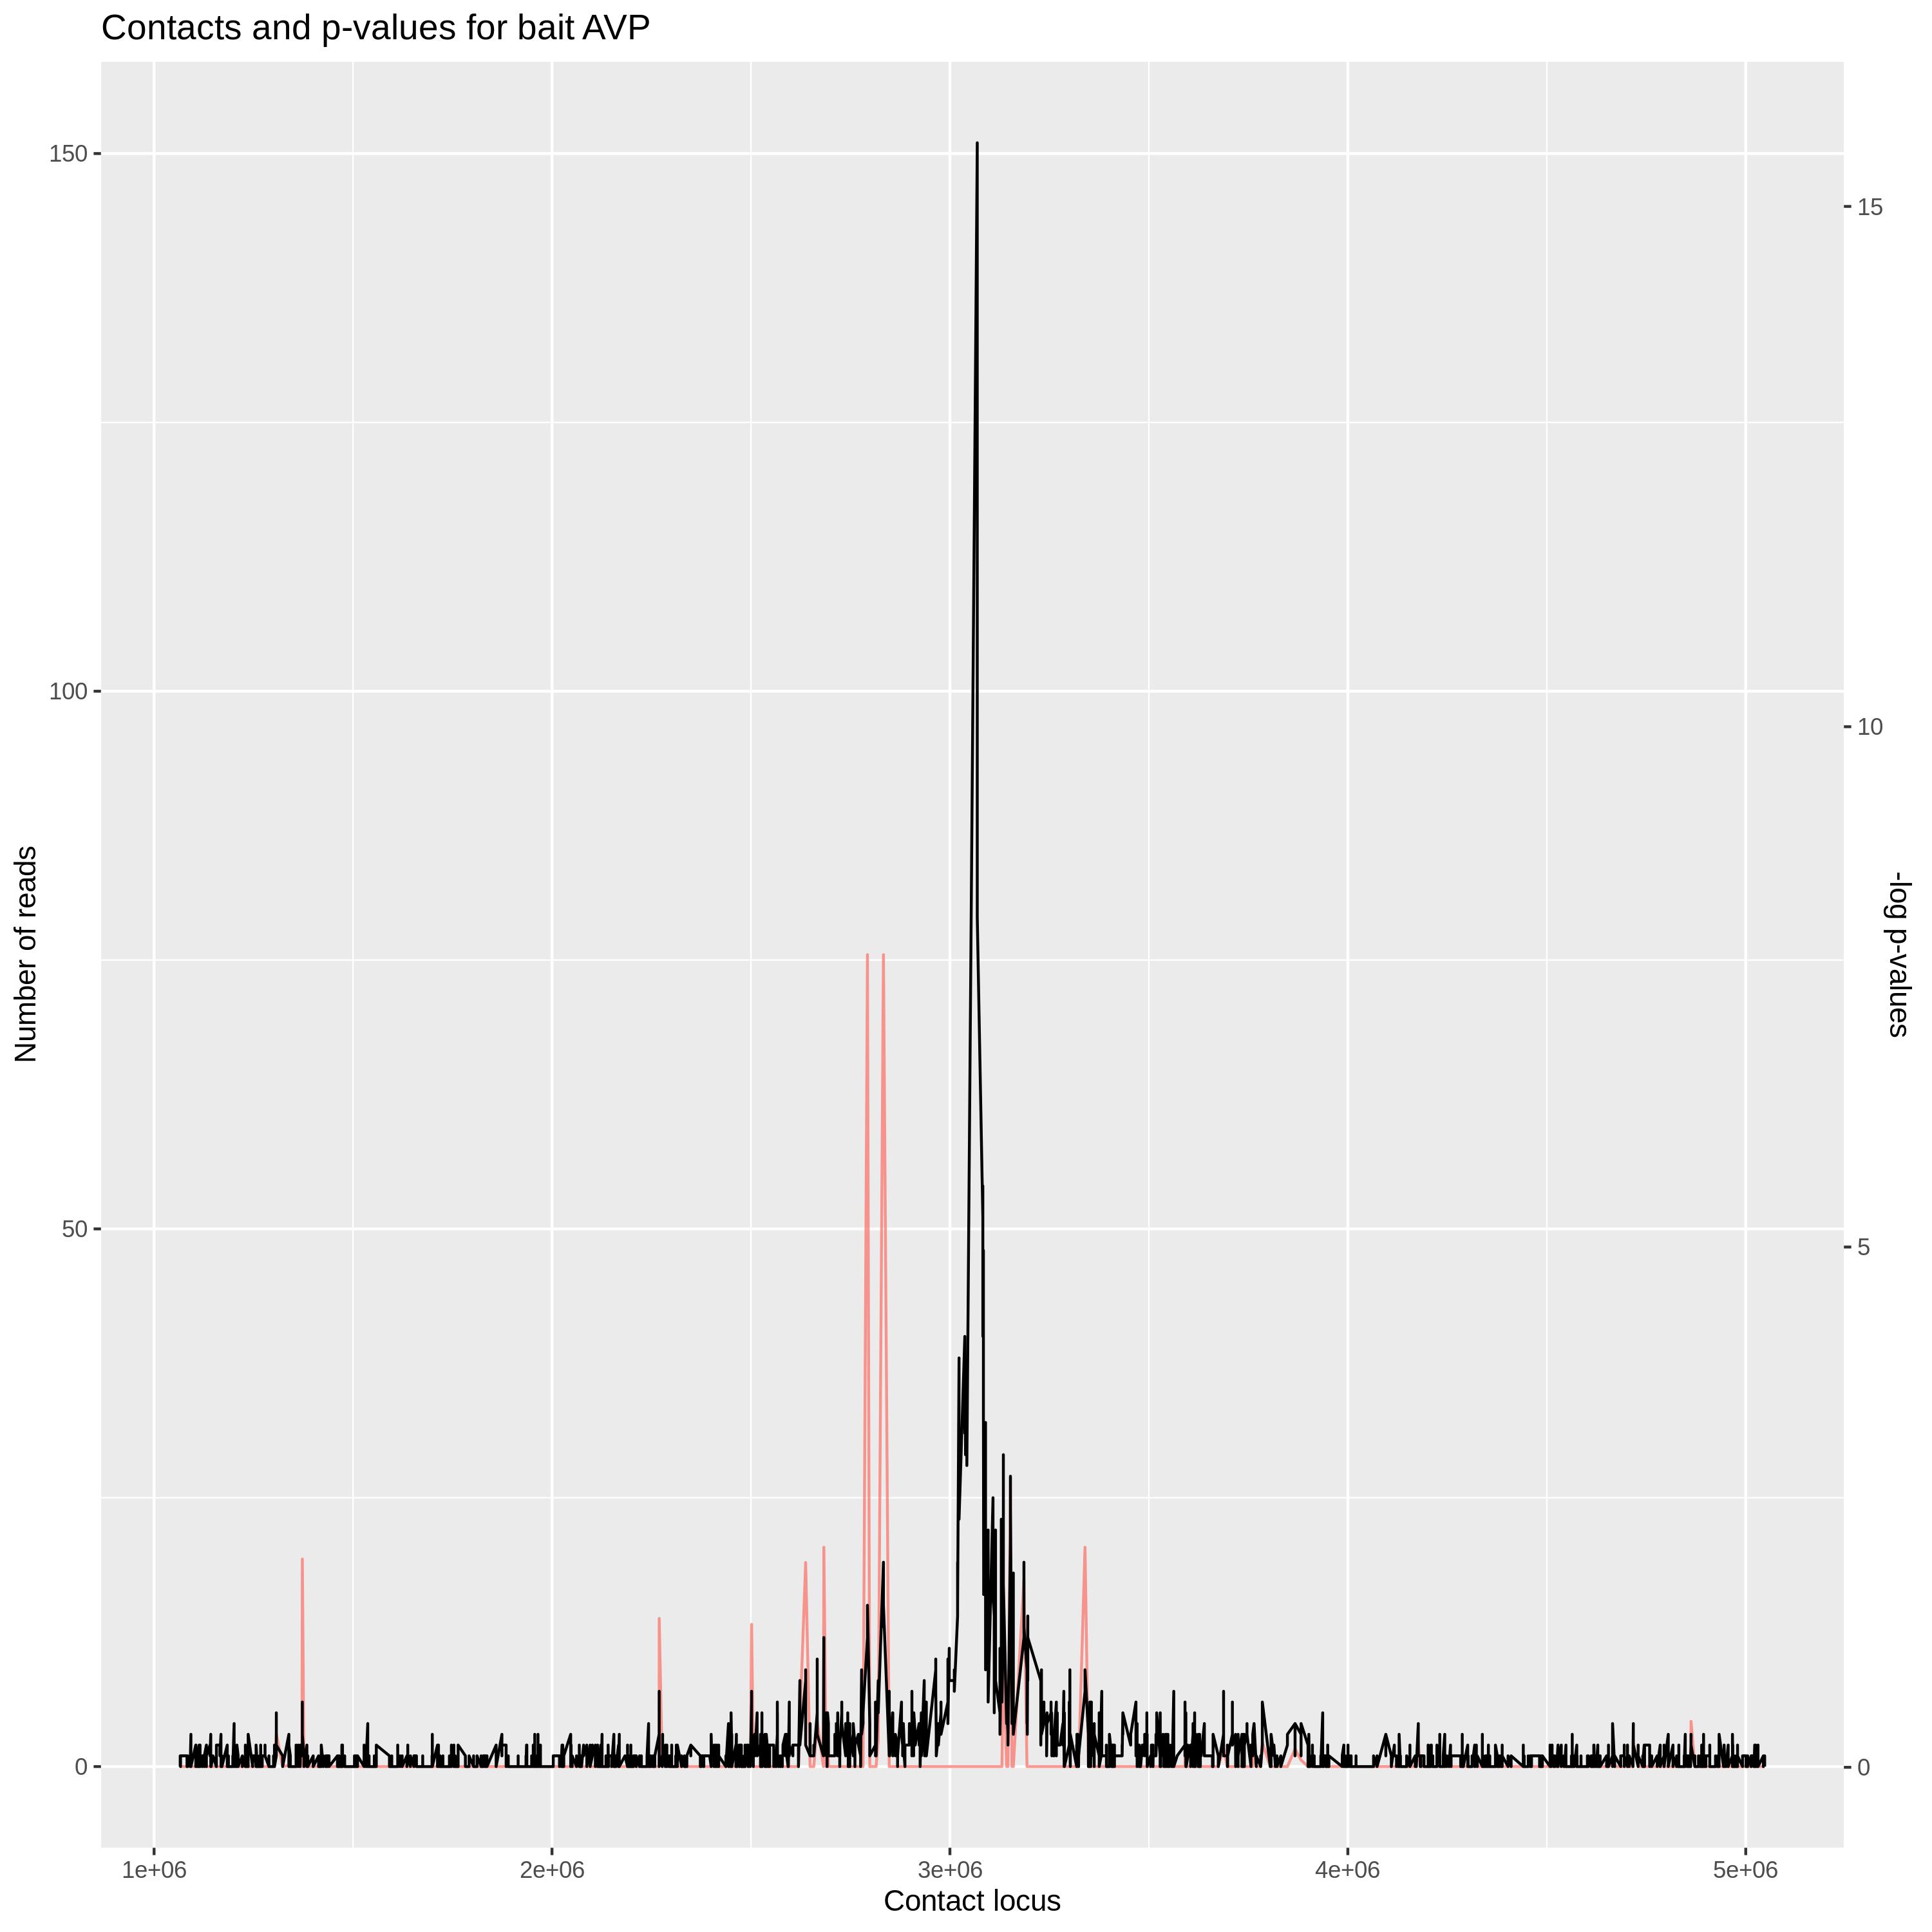 Contacts and p-values for bait AVP
150
100
50
0
Number of reads
15
10
5
0
-log p-values
1e+06
2e+06
3e+06
4e+06
5e+06
Contact locus